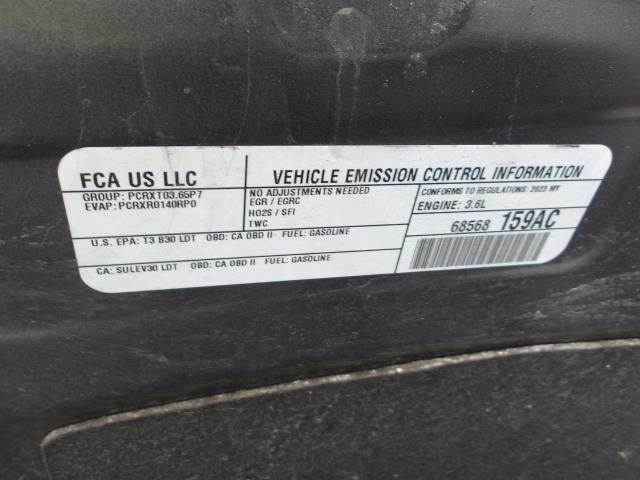 FCA US LLC
GROUP: PCRXT03.65P7
EVAP: PCRXR0140RP0
VEHICLE EMISSION CONTROL INFORMATION
NO ADJUSTMENTS NEEDED
EGR / EGRC
HO2S / SFI
TWC
CONFORMS TO REGULATIONS: 2023 MY
ENGINE: 3.6L
68568 159AC
U.S. EPA: T3 B30 LDT OBD: CA OBD II FUEL: GASOLINE
CA: SULEV30 LDT OBD: CA OBD II FUEL: GASOLINE